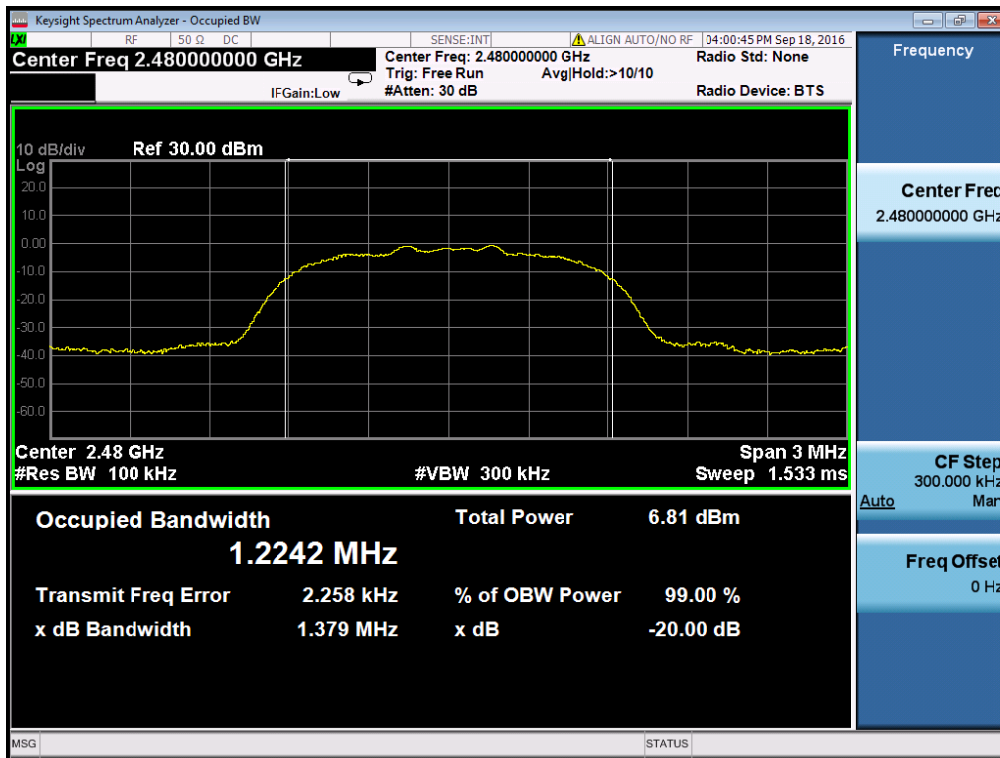 Keysight Spectrum Analyzer - Occupied BW
LXI RF 50 Ω DC SENSE:INT ALIGN AUTO/NO RF 04:00:45 PM Sep 18, 2016
Center Freq 2.480000000 GHz
Center Freq: 2.480000000 GHz Radio Std: None
Trig: Free Run Avg|Hold:>10/10
IFGain:Low #Atten: 30 dB Radio Device: BTS
10 dB/div Ref 30.00 dBm
Log
20.0
10.0
0.00
-10.0
-20.0
-30.0
-40.0
-50.0
-60.0
Center 2.48 GHz Span 3 MHz
#Res BW 100 kHz #VBW 300 kHz Sweep 1.533 ms
Occupied Bandwidth Total Power 6.81 dBm
1.2242 MHz
Transmit Freq Error 2.258 kHz % of OBW Power 99.00 %
x dB Bandwidth 1.379 MHz x dB -20.00 dB
Frequency
Center Freq
2.480000000 GHz
CF Step
300.000 kHz
Auto Man
Freq Offset
0 Hz
MSG STATUS